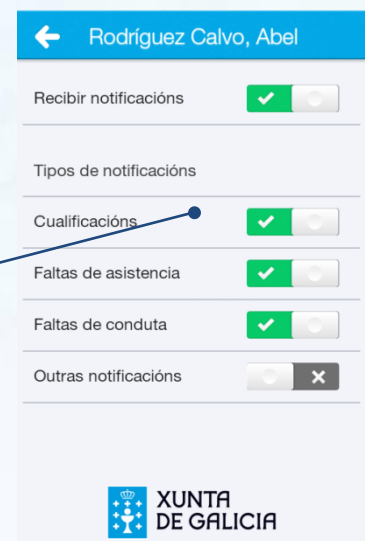 Rodríguez Calvo, Abel
Recibir notificacións
Tipos de notificacións
Cualificacións
Faltas de asistencia
Faltas de conduta
Outras notificacións
XUNTA
DE GALICIA